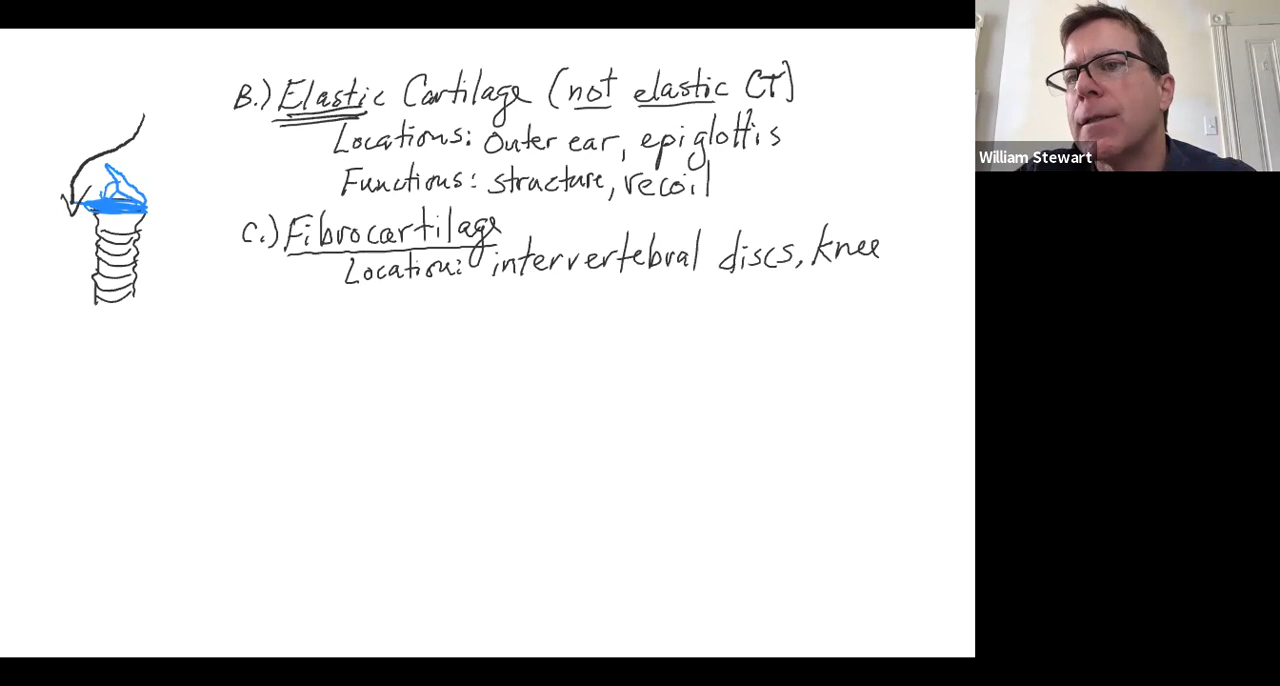 B.) Elastic Cartilage (not elastic CT)
Locations: Outer ear, epiglottis
Functions: structure, recoil
C.) Fibrocartilage
Location: intervertebral discs, knee
William Stewart